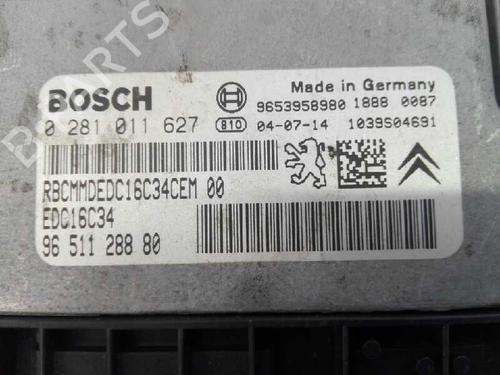 BOSCH
Made in Germany
9653958980 1888 0087
0 281 011 627
810 04-07-14 1039S04691
RBCMMDEDC16C34CEM 00
EDC16C34
96 511 288 80